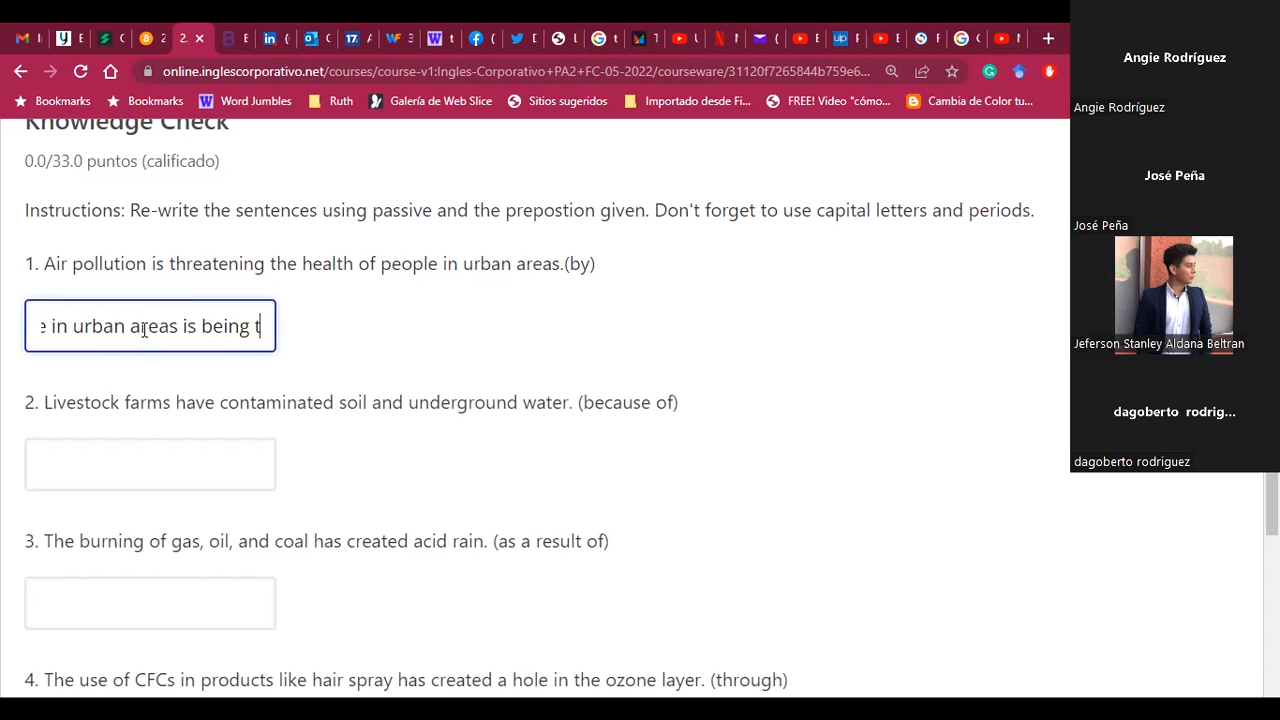 online.inglescorporativo.net/courses/course-v1:Ingles-Corporativo+PA2+FC-05-2022/courseware/31120f7265844b759e6...
Bookmarks Bookmarks Word Jumbles Ruth Galería de Web Slice Sitios sugeridos Importado desde Fi... FREE! Video "cómo... Cambia de Color tu...
Knowledge Check
0.0/33.0 puntos (calificado)
Instructions: Re-write the sentences using passive and the prepostion given. Don't forget to use capital letters and periods.
1. Air pollution is threatening the health of people in urban areas.(by)
e in urban areas is being t
2. Livestock farms have contaminated soil and underground water. (because of)
3. The burning of gas, oil, and coal has created acid rain. (as a result of)
4. The use of CFCs in products like hair spray has created a hole in the ozone layer. (through)
Angie Rodríguez
Angie Rodríguez
José Peña
José Peña
Jeferson Stanley Aldana Beltran
dagoberto rodrig...
dagoberto rodriguez